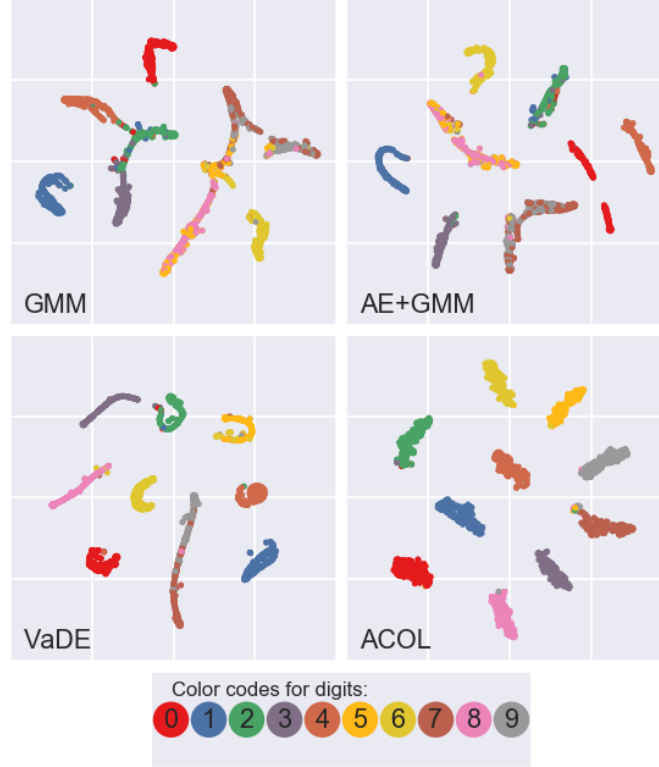 GMM
AE+GMM
VaDE
ACOL
Color codes for digits:
0 1 2 3 4 5 6 7 8 9